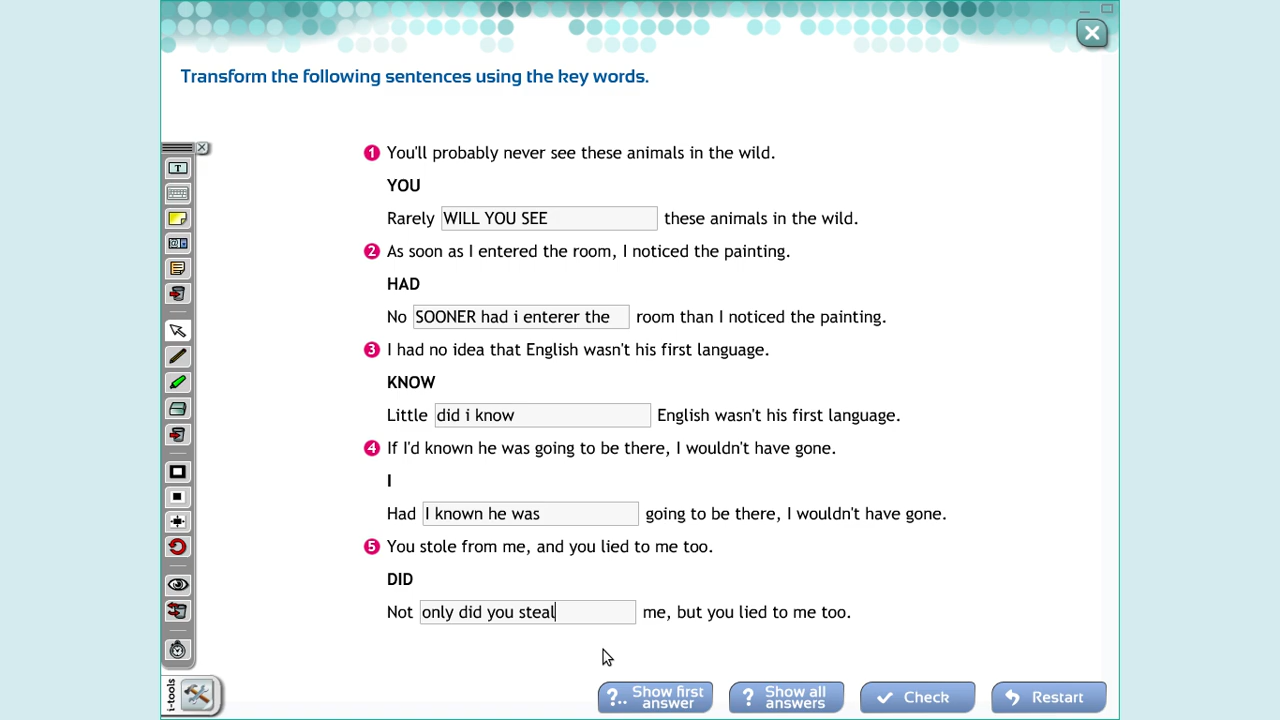 Transform the following sentences using the key words.
1 You'll probably never see these animals in the wild.
YOU
Rarely WILL YOU SEE these animals in the wild.
2 As soon as I entered the room, I noticed the painting.
HAD
No SOONER had i enterer the room than I noticed the painting.
3 I had no idea that English wasn't his first language.
KNOW
Little did i know English wasn't his first language.
4 If I'd known he was going to be there, I wouldn't have gone.
I
Had I known he was going to be there, I wouldn't have gone.
5 You stole from me, and you lied to me too.
DID
Not only did you steal me, but you lied to me too.
i-tools
?.. Show first answer
? Show all answers
Check
Restart